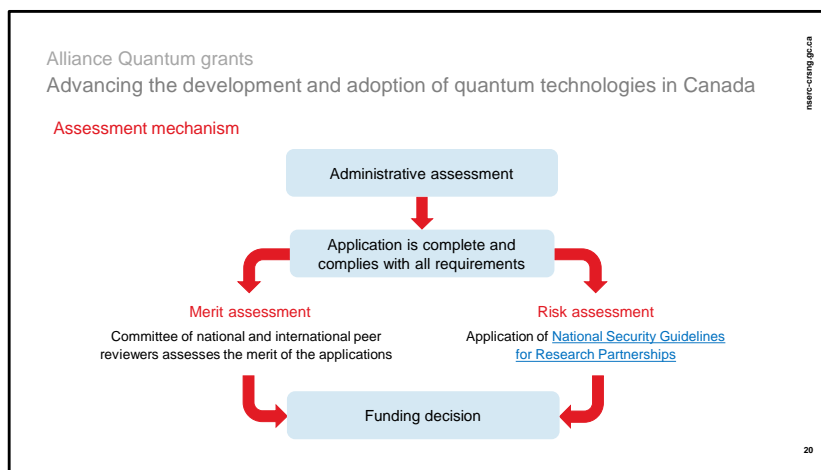 Alliance Quantum grants
Advancing the development and adoption of quantum technologies in Canada
nserc-crsng.gc.ca
Assessment mechanism
Administrative assessment
Application is complete and
complies with all requirements
Merit assessment
Committee of national and international peer
reviewers assesses the merit of the applications
Risk assessment
Application of National Security Guidelines
for Research Partnerships
Funding decision
20